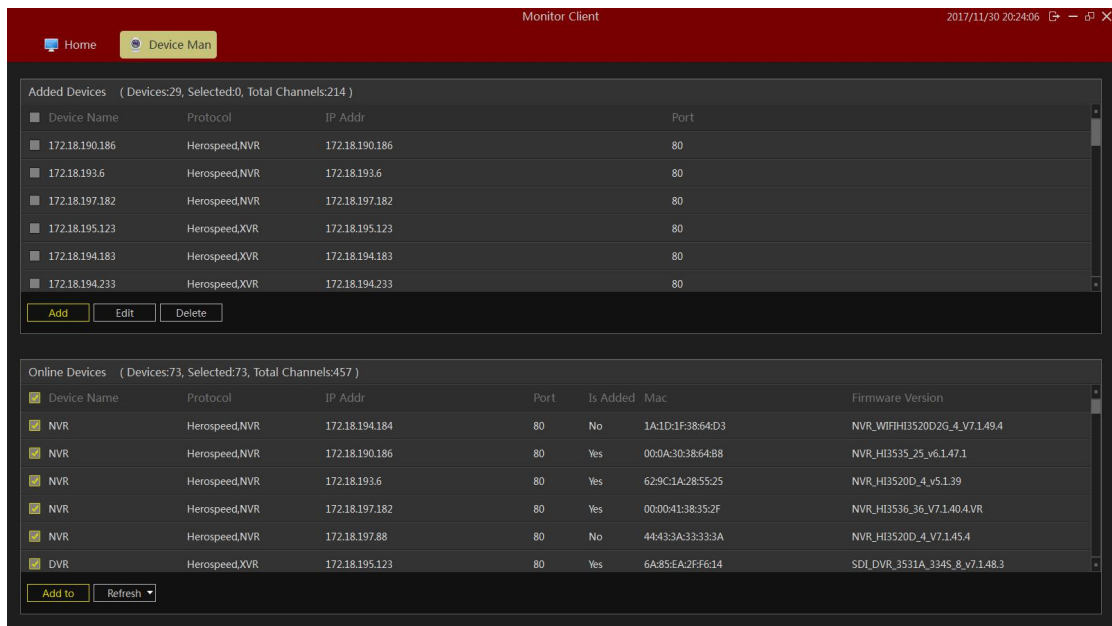 Monitor Client 2017/11/30 20:24:06
Home Device Man
Added Devices ( Devices:29, Selected:0, Total Channels:214 )
Device Name Protocol IP Addr Port
172.18.190.186 Herospeed,NVR 172.18.190.186 80
172.18.193.6 Herospeed,NVR 172.18.193.6 80
172.18.197.182 Herospeed,NVR 172.18.197.182 80
172.18.195.123 Herospeed,XVR 172.18.195.123 80
172.18.194.183 Herospeed,XVR 172.18.194.183 80
172.18.194.233 Herospeed,XVR 172.18.194.233 80
Add Edit Delete
Online Devices ( Devices:73, Selected:73, Total Channels:457 )
Device Name Protocol IP Addr Port Is Added Mac Firmware Version
NVR Herospeed,NVR 172.18.194.184 80 No 1A:1D:1F:38:64:D3 NVR_WIFIHI3520D2G_4_V7.1.49.4
NVR Herospeed,NVR 172.18.190.186 80 Yes 00:0A:30:38:64:B8 NVR_HI3535_25_v6.1.47.1
NVR Herospeed,NVR 172.18.193.6 80 Yes 62:9C:1A:28:55:25 NVR_HI3520D_4_v5.1.39
NVR Herospeed,NVR 172.18.197.182 80 Yes 00:00:41:38:35:2F NVR_HI3536_36_V7.1.40.4.VR
NVR Herospeed,NVR 172.18.197.88 80 No 44:43:3A:33:33:3A NVR_HI3520D_4_V7.1.45.4
DVR Herospeed,XVR 172.18.195.123 80 Yes 6A:85:EA:2F:F6:14 SDI_DVR_3531A_334S_8_v7.1.48.3
Add to Refresh